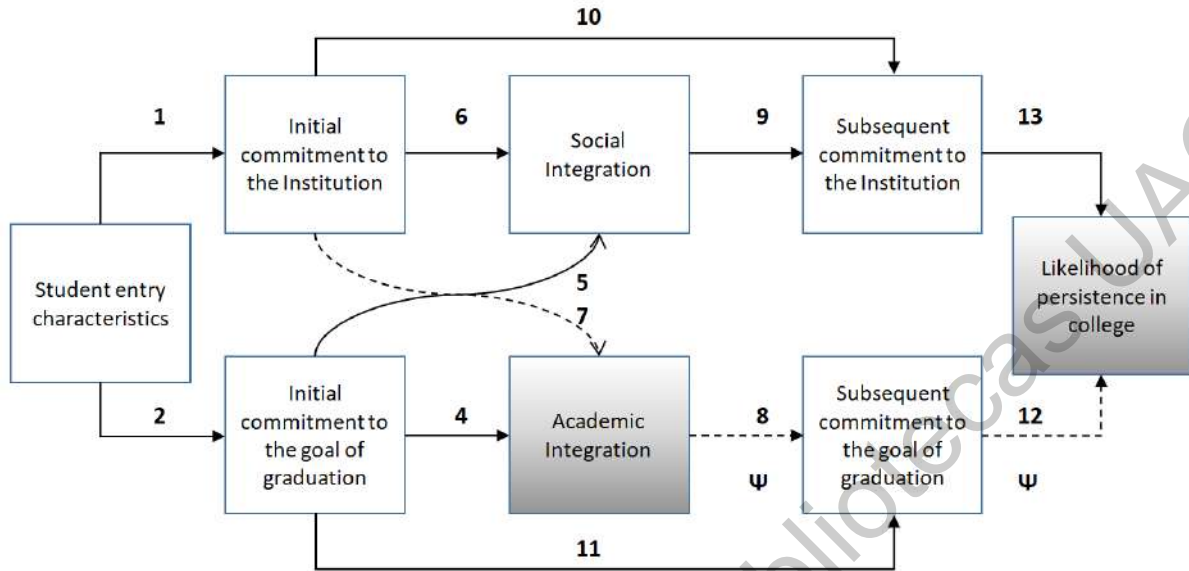 10
1
Initial
commitment to
the Institution
6
Social
Integration
9
Subsequent
commitment to
the Institution
13
Student entry
characteristics
5
7
Likelihood of
persistence in
college
2
Initial
commitment to
the goal of
graduation
4
Academic
Integration
8
Ψ
Subsequent
commitment to
the goal of
graduation
12
Ψ
11